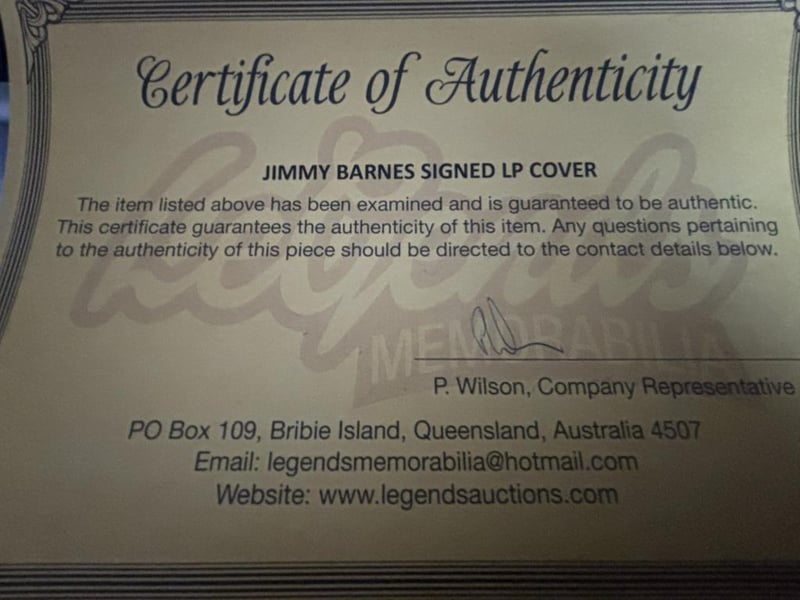 Certificate of Authenticity
JIMMY BARNES SIGNED LP COVER
The item listed above has been examined and is guaranteed to be authentic.
This certificate guarantees the authenticity of this item. Any questions pertaining
to the authenticity of this piece should be directed to the contact details below.
Legends
MEMORABILIA
P. Wilson, Company Representative
PO Box 109, Bribie Island, Queensland, Australia 4507
Email: legendsmemorabilia@hotmail.com
Website: www.legendsauctions.com